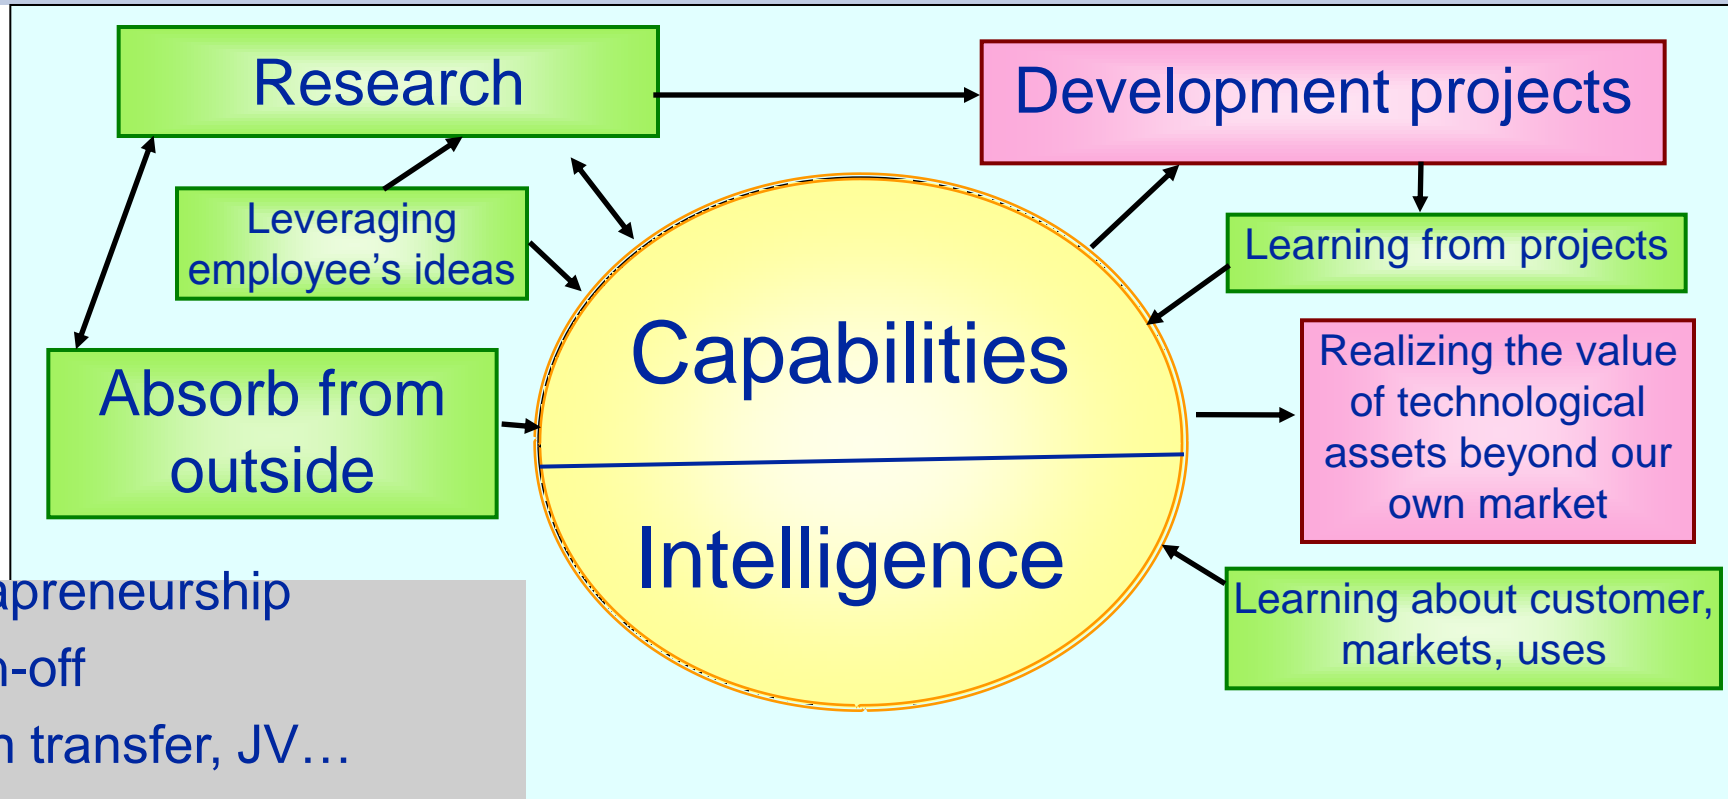 Research
Development projects
Leveraging
employee’s ideas
Learning from projects
Capabilities
Absorb from
outside
Realizing the value
of technological
assets beyond our
own market
Intelligence
Learning about customer,
markets, uses
transfer, JV…